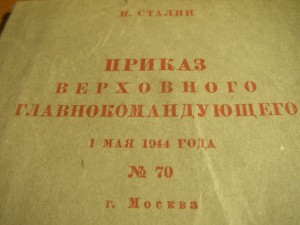 И. СТАЛИН
ПРИКАЗ
ВЕРХОВНОГО
ГЛАВНОКОМАНДУЮЩЕГО
1 МАЯ 1944 ГОДА
№ 70
г. Москва